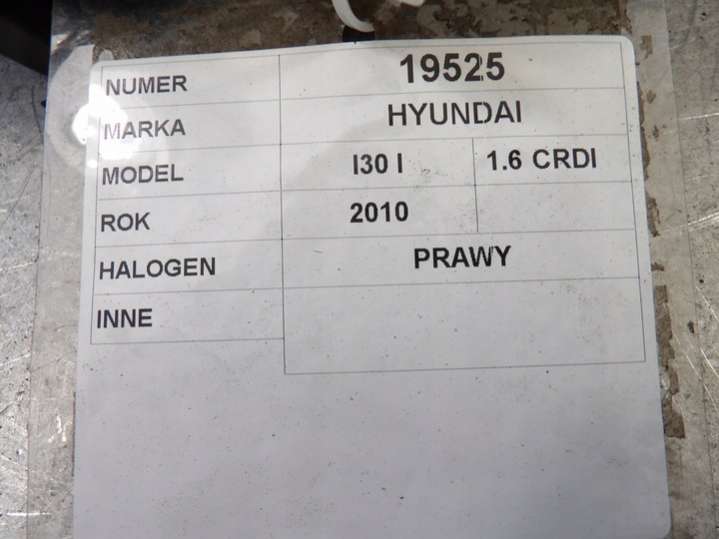 NUMER 19525
MARKA HYUNDAI
MODEL I30 I 1.6 CRDI
ROK 2010
HALOGEN PRAWY
INNE